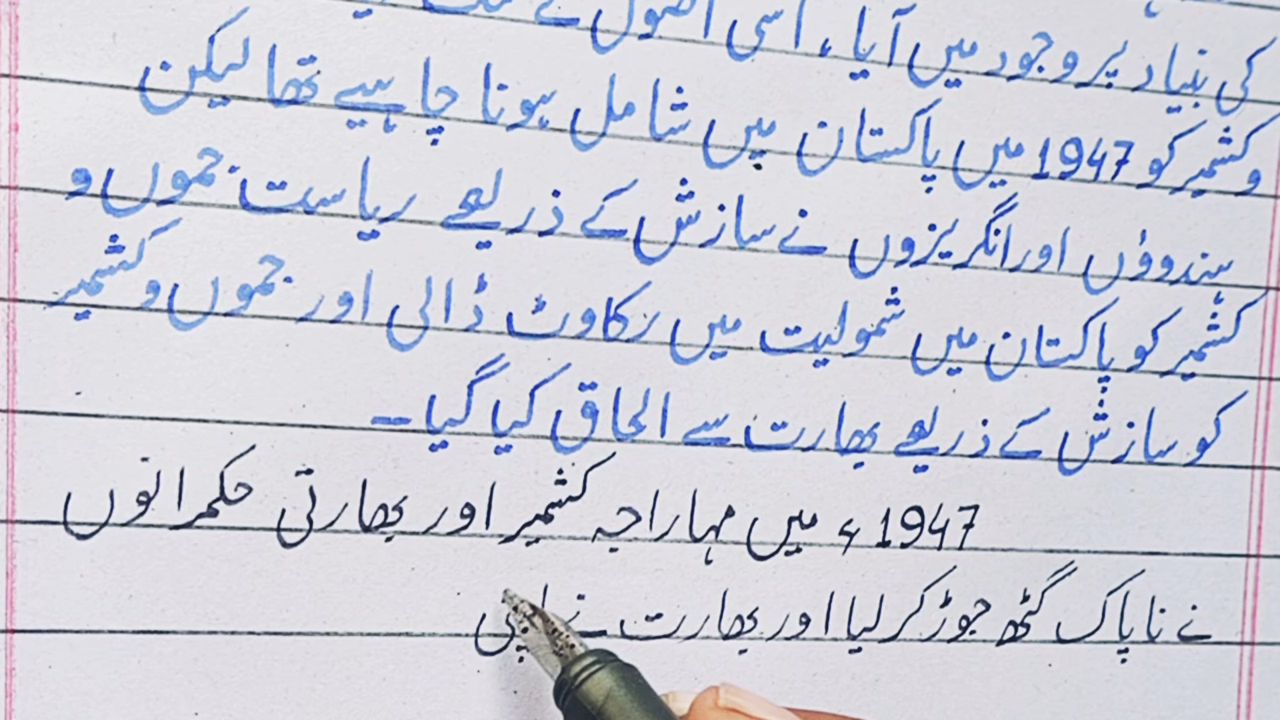 کی بنیاد پر وجود میں آیا، اسی اصول کے
وکشمیر کو 1947 میں پاکستان میں شامل ہونا چاہیے تھا لیکن
ہندوؤں اور انگریزوں نے سازش کے ذریعے ریاست جموں و
کشمیر کو پاکستان میں شمولیت میں رکاوٹ ڈالی اور جموں وکشمیر
کو سازش کے ذریعے بھارت سے الحاق کیا گیا۔
1947ء میں مہاراجہ کشمیر اور بھارتی حکمرانوں
نے ناپاک گٹھ جوڑ کر لیا اور بھارت نے اپنی